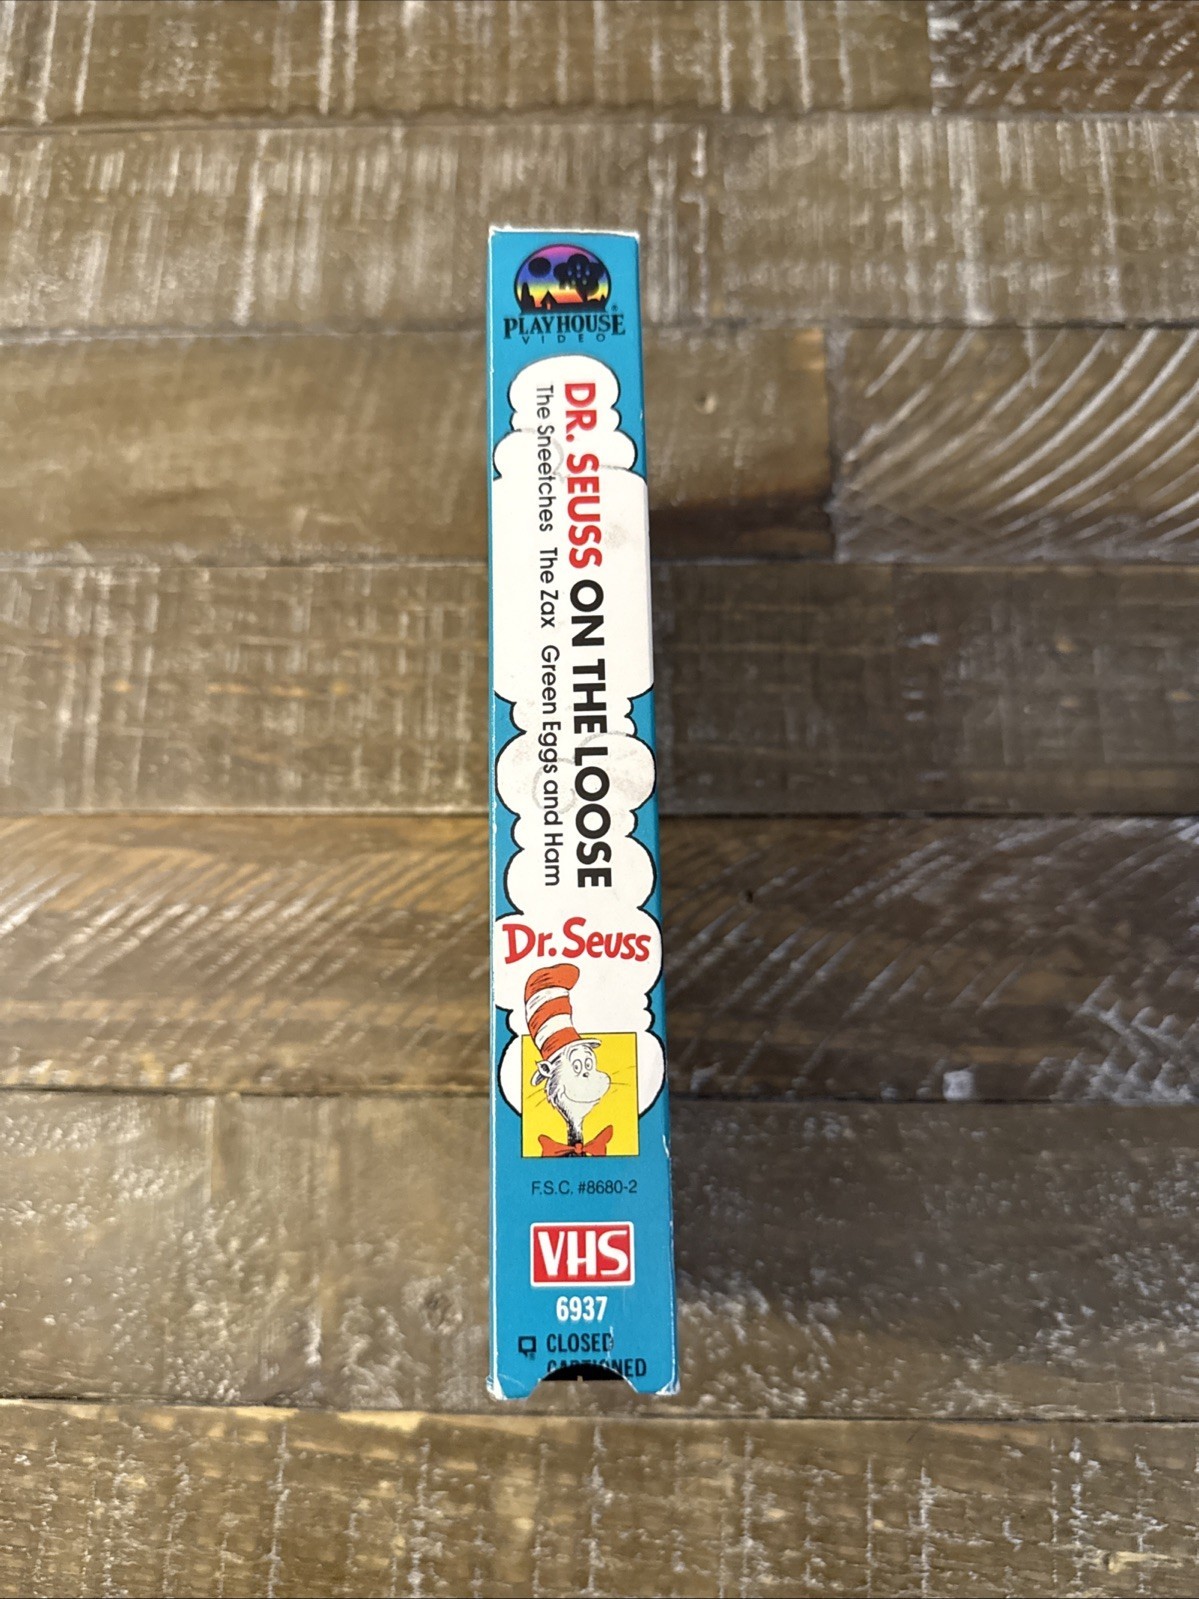 PLAYHOUSE
VIDEO
DR. SEUSS ON THE LOOSE
The Sneetches The Zax Green Eggs and Ham
Dr. Seuss
F.S.C. #8680-2
VHS
6937
CLOSED
CAPTIONED